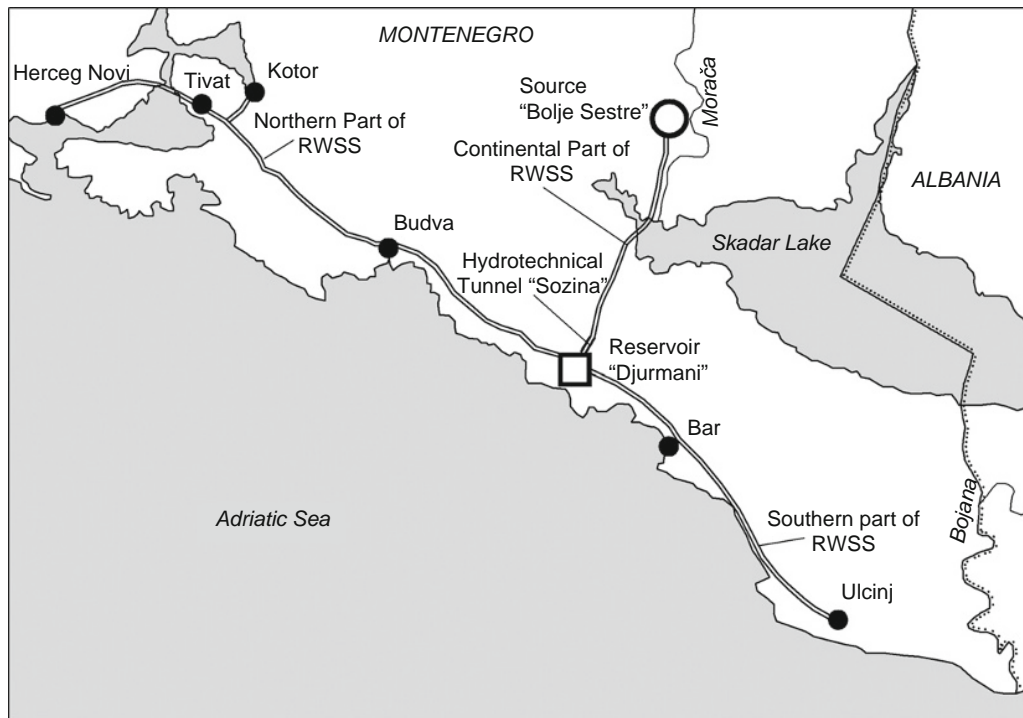 MONTENEGRO
Herceg Novi
Tivat
Kotor
Northern Part of
RWSS
Source
“Bolje Sestre”
Morača
Continental Part of
RWSS
ALBANIA
Skadar Lake
Budva
Hydrotechnical
Tunnel “Sozina”
Reservoir
“Djurmani”
Bar
Adriatic Sea
Southern part of
RWSS
Bojana
Ulcinj